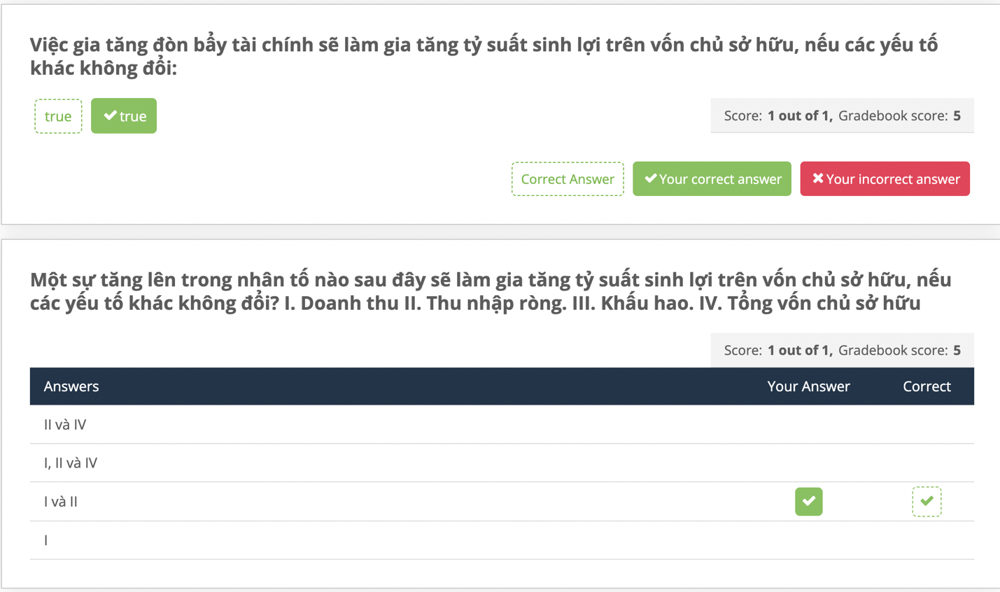 Việc gia tăng đòn bẩy tài chính sẽ làm gia tăng tỷ suất sinh lợi trên vốn chủ sở hữu, nếu các yếu tố
khác không đổi:
true
true
Score: 1 out of 1, Gradebook score: 5
Correct Answer
Your correct answer
Your incorrect answer
Một sự tăng lên trong nhân tố nào sau đây sẽ làm gia tăng tỷ suất sinh lợi trên vốn chủ sở hữu, nếu
các yếu tố khác không đổi? I. Doanh thu II. Thu nhập ròng. III. Khấu hao. IV. Tổng vốn chủ sở hữu
Score: 1 out of 1, Gradebook score: 5
Answers Your Answer Correct
II và IV
I, II và IV
I và II
I